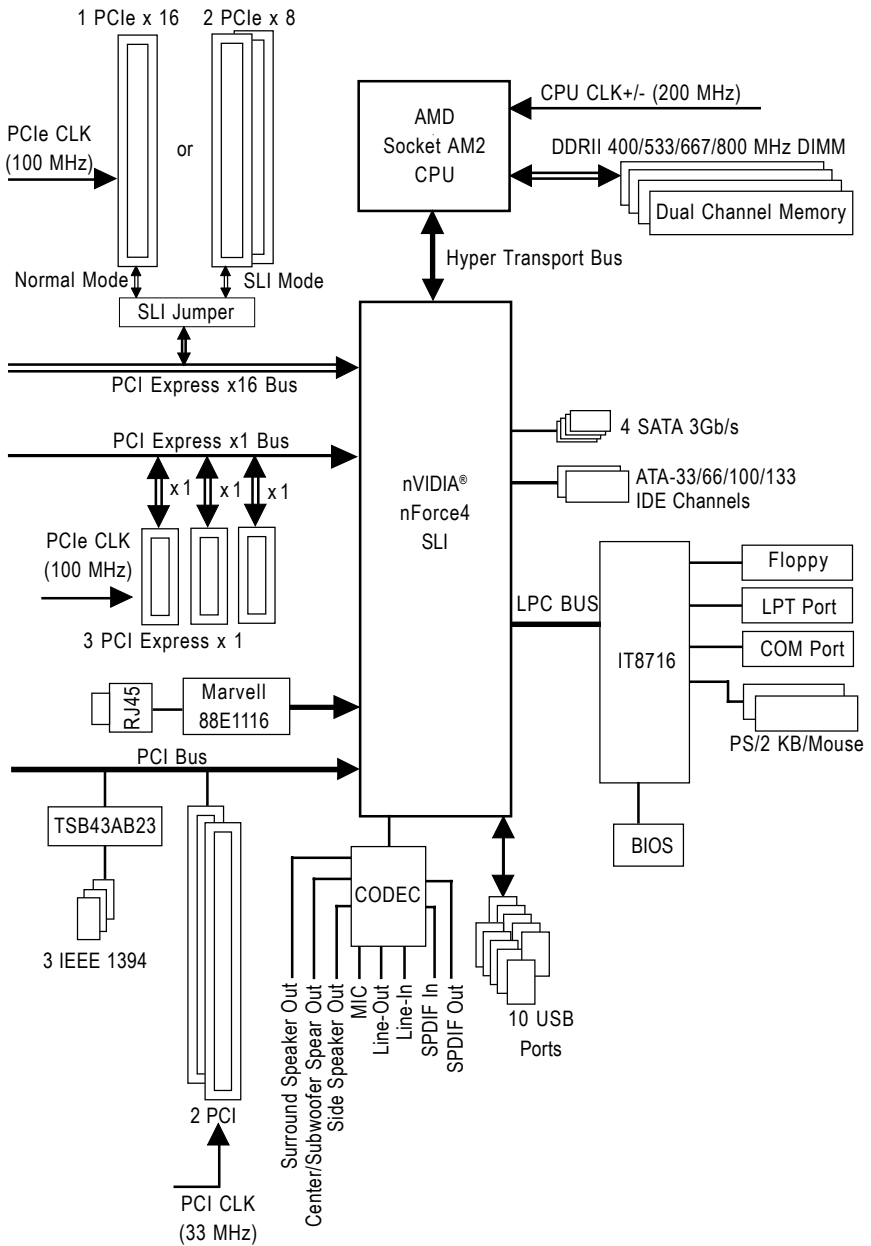 1 PCIe x 16
2 PCIe x 8
PCIe CLK
(100 MHz)
or
AMD
Socket AM2
CPU
CPU CLK+/- (200 MHz)
DDRII 400/533/667/800 MHz DIMM
Dual Channel Memory
Hyper Transport Bus
Normal Mode
SLI Mode
SLI Jumper
PCI Express x16 Bus
PCI Express x1 Bus
x 1
x 1
x 1
PCIe CLK
(100 MHz)
3 PCI Express x 1
nVIDIA®
nForce4
SLI
4 SATA 3Gb/s
ATA-33/66/100/133
IDE Channels
LPC BUS
IT8716
Floppy
LPT Port
COM Port
PS/2 KB/Mouse
BIOS
RJ45
Marvell
88E1116
PCI Bus
TSB43AB23
3 IEEE 1394
2 PCI
PCI CLK
(33 MHz)
CODEC
Surround Speaker Out
Center/Subwoofer Spear Out
Side Speaker Out
MIC
Line-Out
Line-In
SPDIF In
SPDIF Out
10 USB
Ports